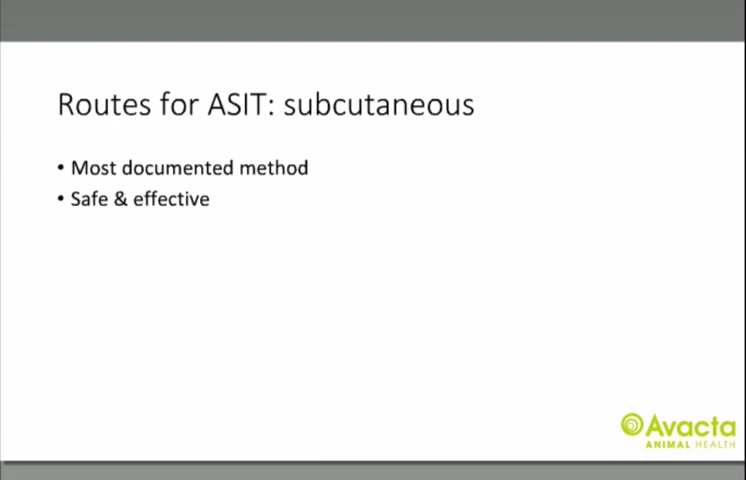 Routes for ASIT: subcutaneous
• Most documented method
• Safe & effective
Avacta
ANIMAL HEALTH